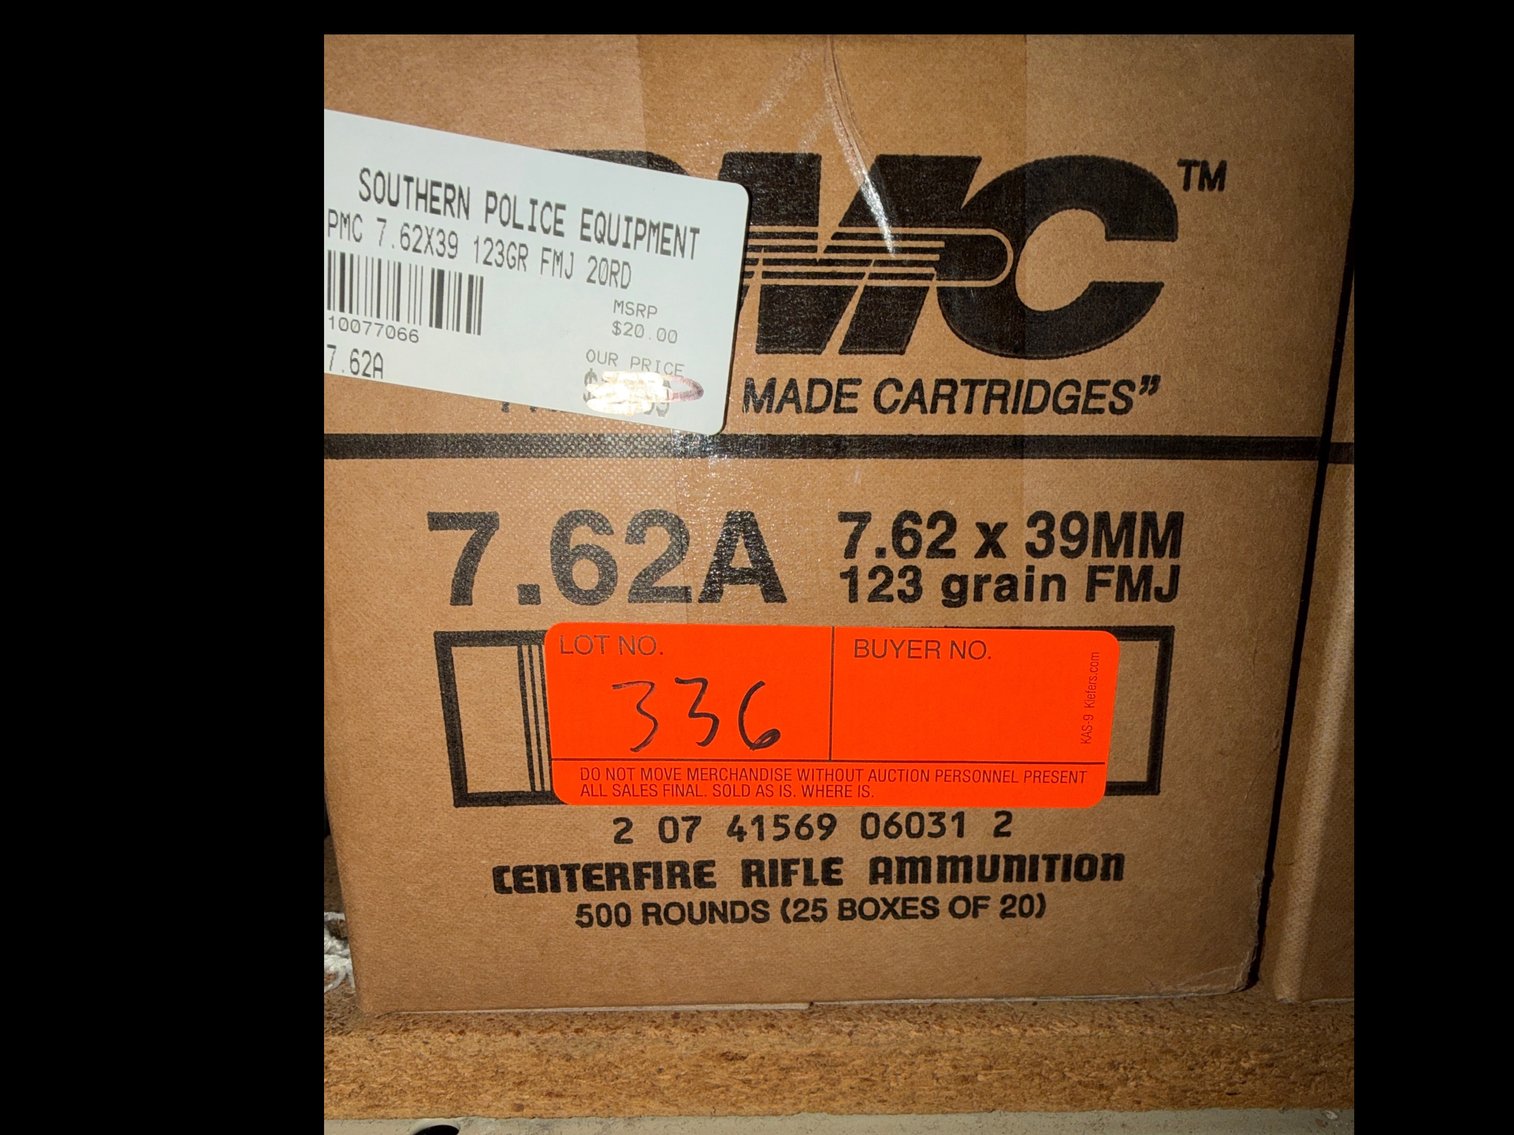 SOUTHERN POLICE EQUIPMENT
PMC 7.62X39 123GR FMJ 20RD
MSRP
$20.00
10077066
OUR PRICE
7.62A
PMC™
MADE CARTRIDGES”
7.62A
7.62 x 39MM
123 grain FMJ
LOT NO.
336
BUYER NO.
KAS-9 Kiefers.com
DO NOT MOVE MERCHANDISE WITHOUT AUCTION PERSONNEL PRESENT
ALL SALES FINAL. SOLD AS IS. WHERE IS.
2 07 41569 06031 2
CENTERFIRE RIFLE AMMUNITION
500 ROUNDS (25 BOXES OF 20)